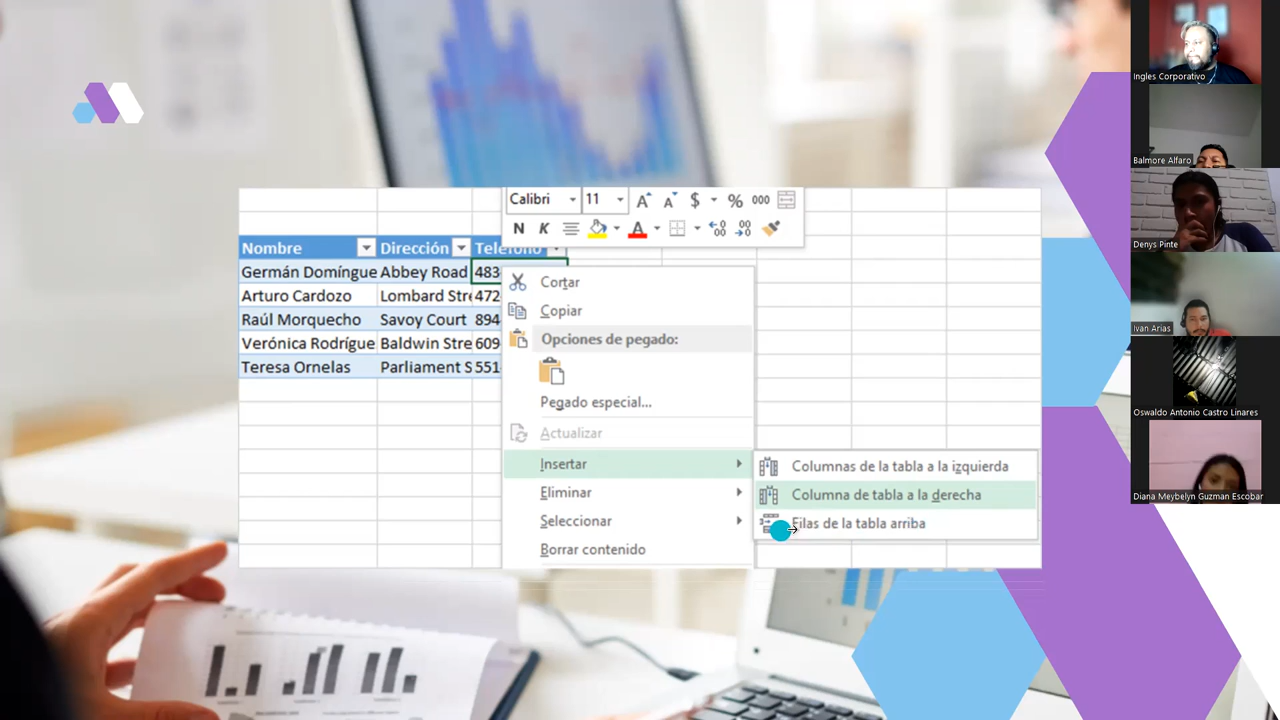 Calibri 11 $ % 000
N K A
Nombre Dirección Teléfono
Germán Domíngue Abbey Road 483
Arturo Cardozo Lombard Stre 472
Raúl Morquecho Savoy Court 894
Verónica Rodrígue Baldwin Stre 609
Teresa Ornelas Parliament S 551
Cortar
Copiar
Opciones de pegado:
Pegado especial...
Actualizar
Insertar
Eliminar
Seleccionar
Borrar contenido
Columnas de la tabla a la izquierda
Columna de tabla a la derecha
Filas de la tabla arriba
Ingles Corporativo
Balmore Alfaro
Denys Pinte
Ivan Arias
Oswaldo Antonio Castro Linares
Diana Meybelyn Guzman Escobar